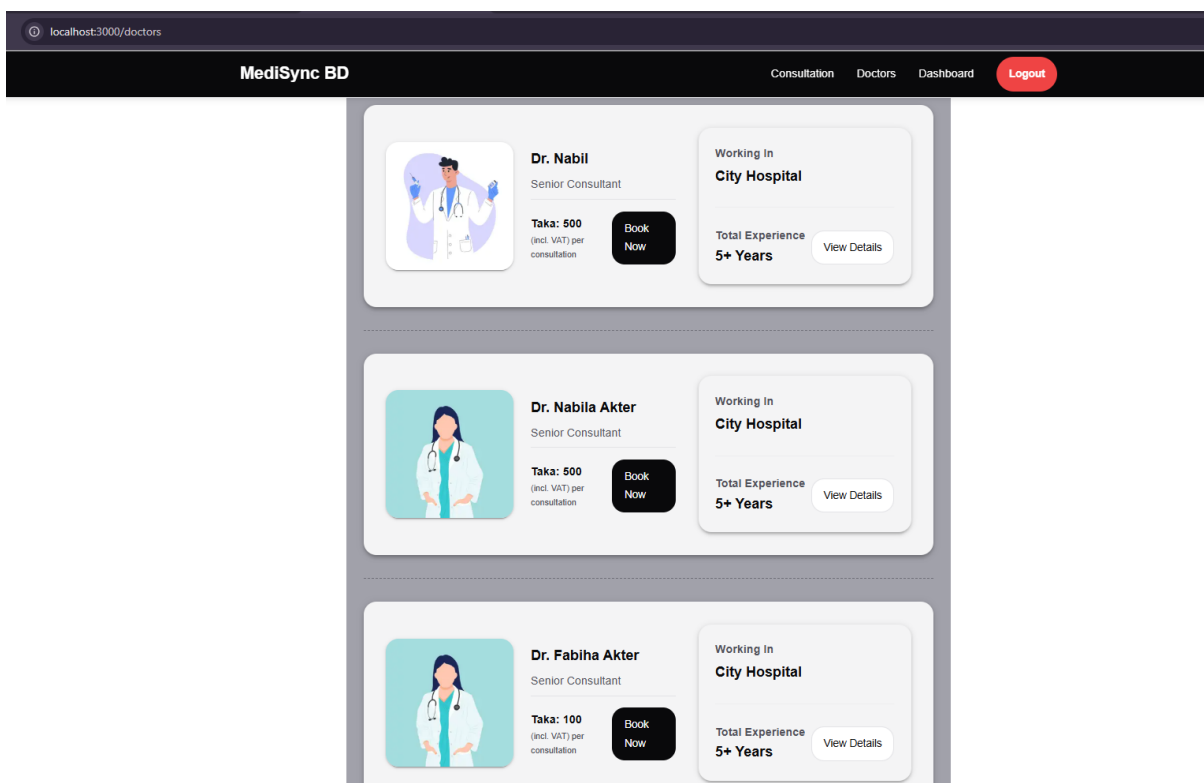 localhost:3000/doctors
MediSync BD
Consultation
Doctors
Dashboard
Logout
Dr. Nabil
Senior Consultant
Taka: 500
(incl. VAT) per
consultation
Book
Now
Working In
City Hospital
Total Experience
5+ Years
View Details
Dr. Nabila Akter
Senior Consultant
Taka: 500
(incl. VAT) per
consultation
Book
Now
Working In
City Hospital
Total Experience
5+ Years
View Details
Dr. Fabiha Akter
Senior Consultant
Taka: 100
(incl. VAT) per
consultation
Book
Now
Working In
City Hospital
Total Experience
5+ Years
View Details